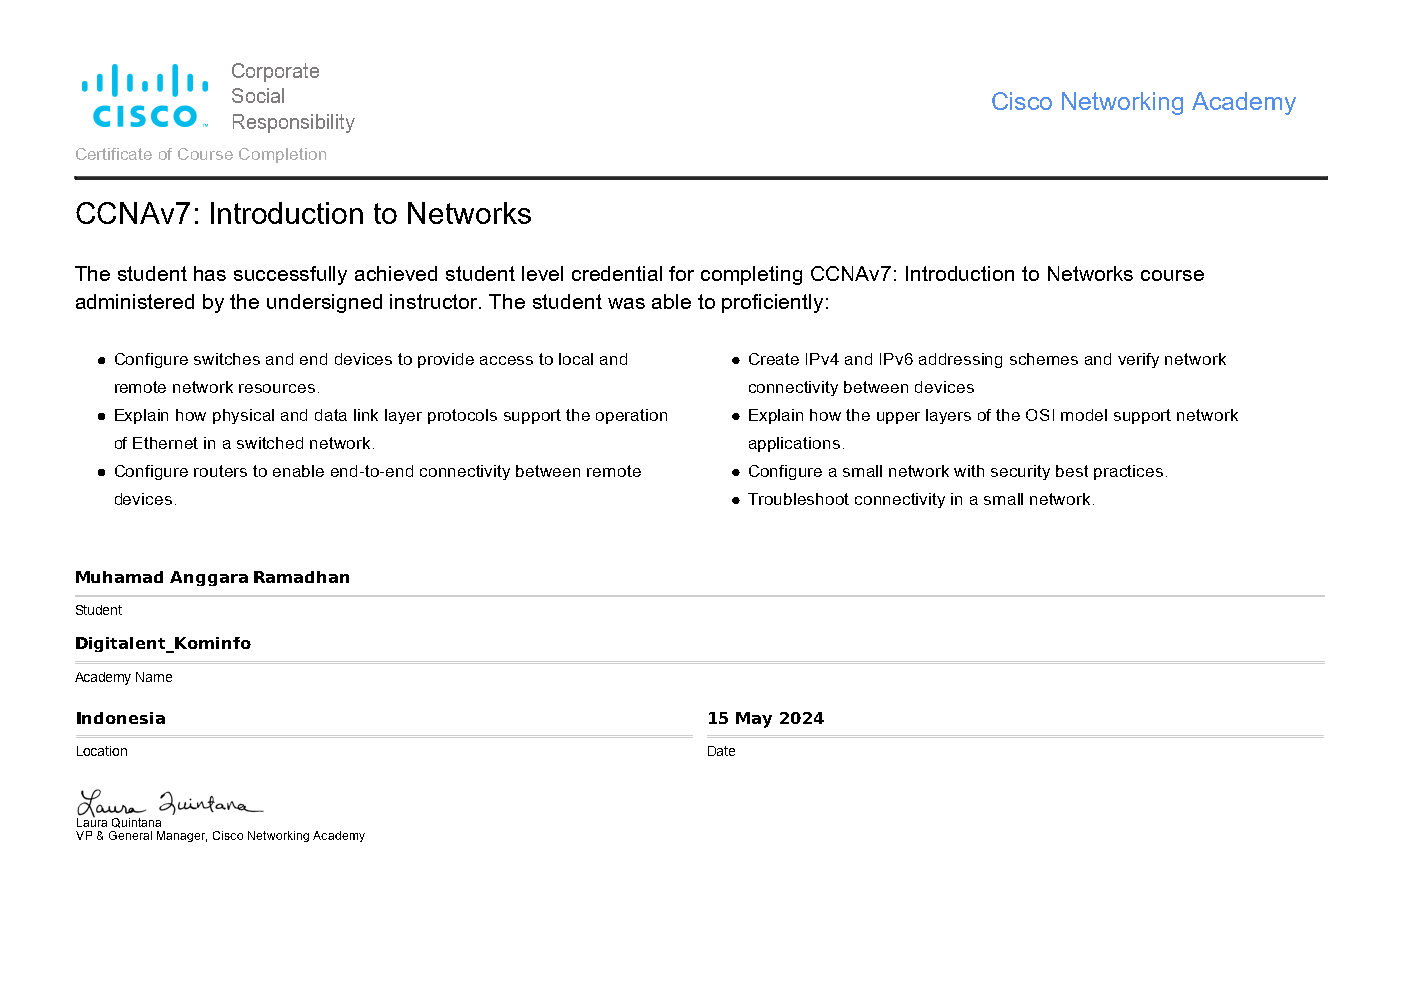 CISCO
Corporate
Social
Responsibility
Cisco Networking Academy
Certificate of Course Completion
CCNAv7: Introduction to Networks
The student has successfully achieved student level credential for completing CCNAv7: Introduction to Networks course
administered by the undersigned instructor. The student was able to proficiently:
● Configure switches and end devices to provide access to local and
remote network resources.
● Explain how physical and data link layer protocols support the operation
of Ethernet in a switched network.
● Configure routers to enable end-to-end connectivity between remote
devices.
● Create IPv4 and IPv6 addressing schemes and verify network
connectivity between devices
● Explain how the upper layers of the OSI model support network
applications.
● Configure a small network with security best practices.
● Troubleshoot connectivity in a small network.
Muhamad Anggara Ramadhan
Student
Digitalent_Kominfo
Academy Name
Indonesia
Location
15 May 2024
Date
Laura Quintana
Laura Quintana
VP & General Manager, Cisco Networking Academy